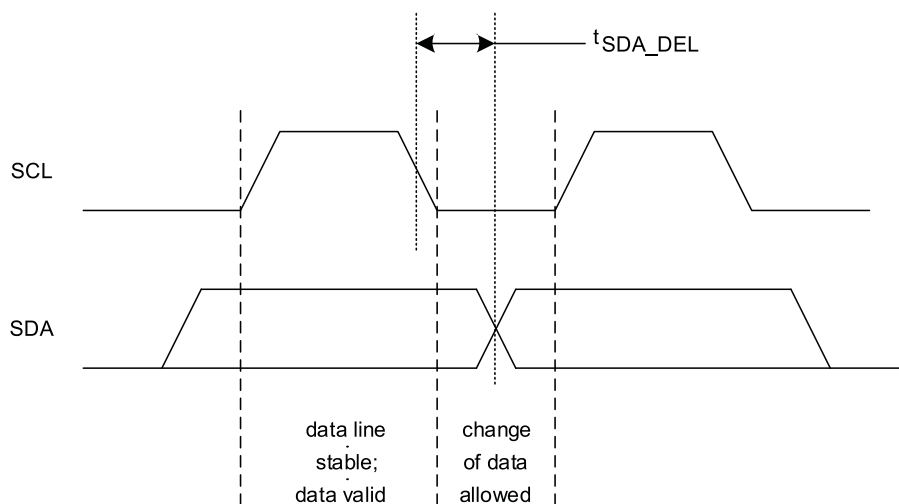 tSDA_DEL
SCL
SDA
data line
stable;
data valid
change
of data
allowed